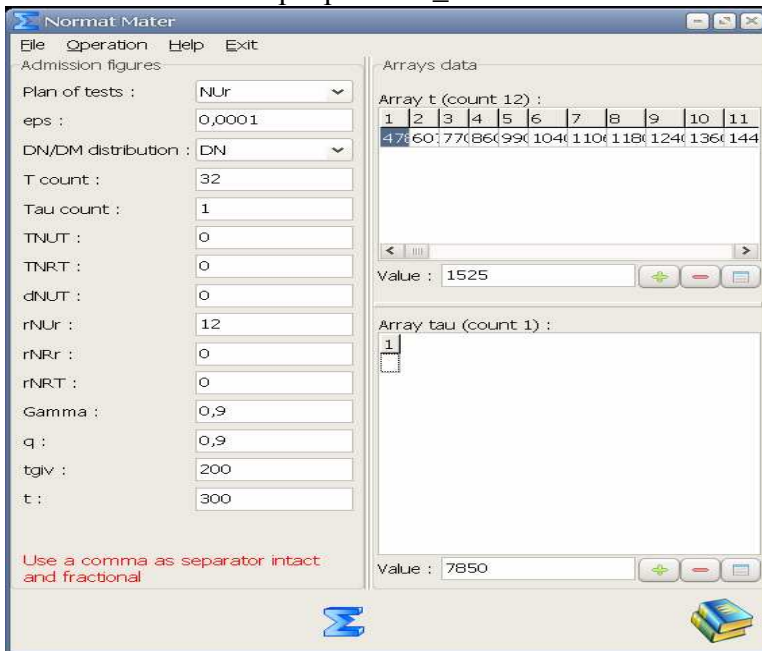 Normat Mater
File Operation Help Exit
Admission figures
Plan of tests : NUr
eps : 0,0001
DN/DM distribution : DN
T count : 32
Tau count : 1
TNUT : 0
TNRT : 0
dNUT : 0
rNUr : 12
rNRr : 0
rNRT : 0
Gamma : 0,9
q : 0,9
tgiv : 200
t : 300
Use a comma as separator intact
and fractional
Arrays data
Array t (count 12) :
1 2 3 4 5 6 7 8 9 10 11
Value : 1525
Array tau (count 1) :
1
Value : 7850